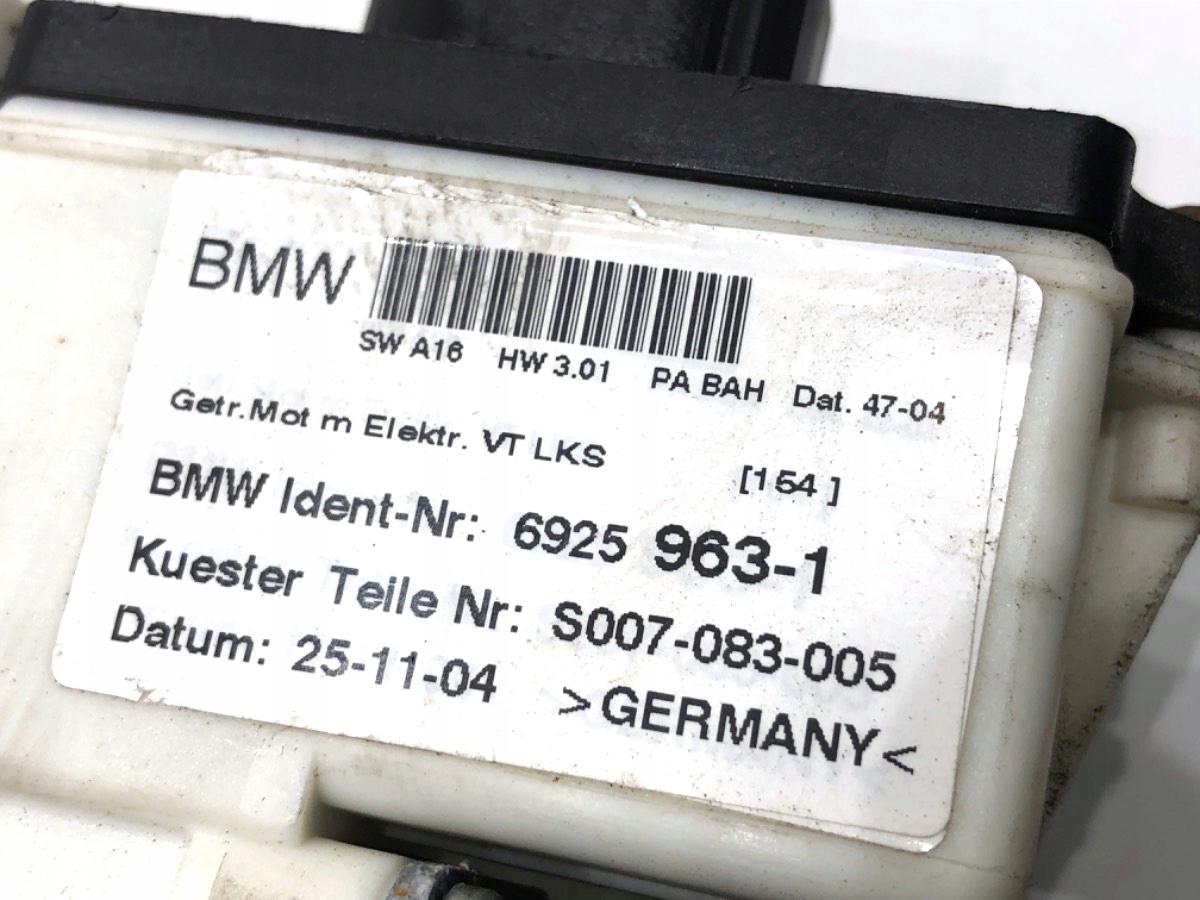 BMW
SW A16 HW 3.01 PA BAH Dat. 47-04
Getr.Mot m Elektr. VT LKS [154 ]
BMW Ident-Nr: 6925 963-1
Kuester Teile Nr: S007-083-005
Datum: 25-11-04 >GERMANY<